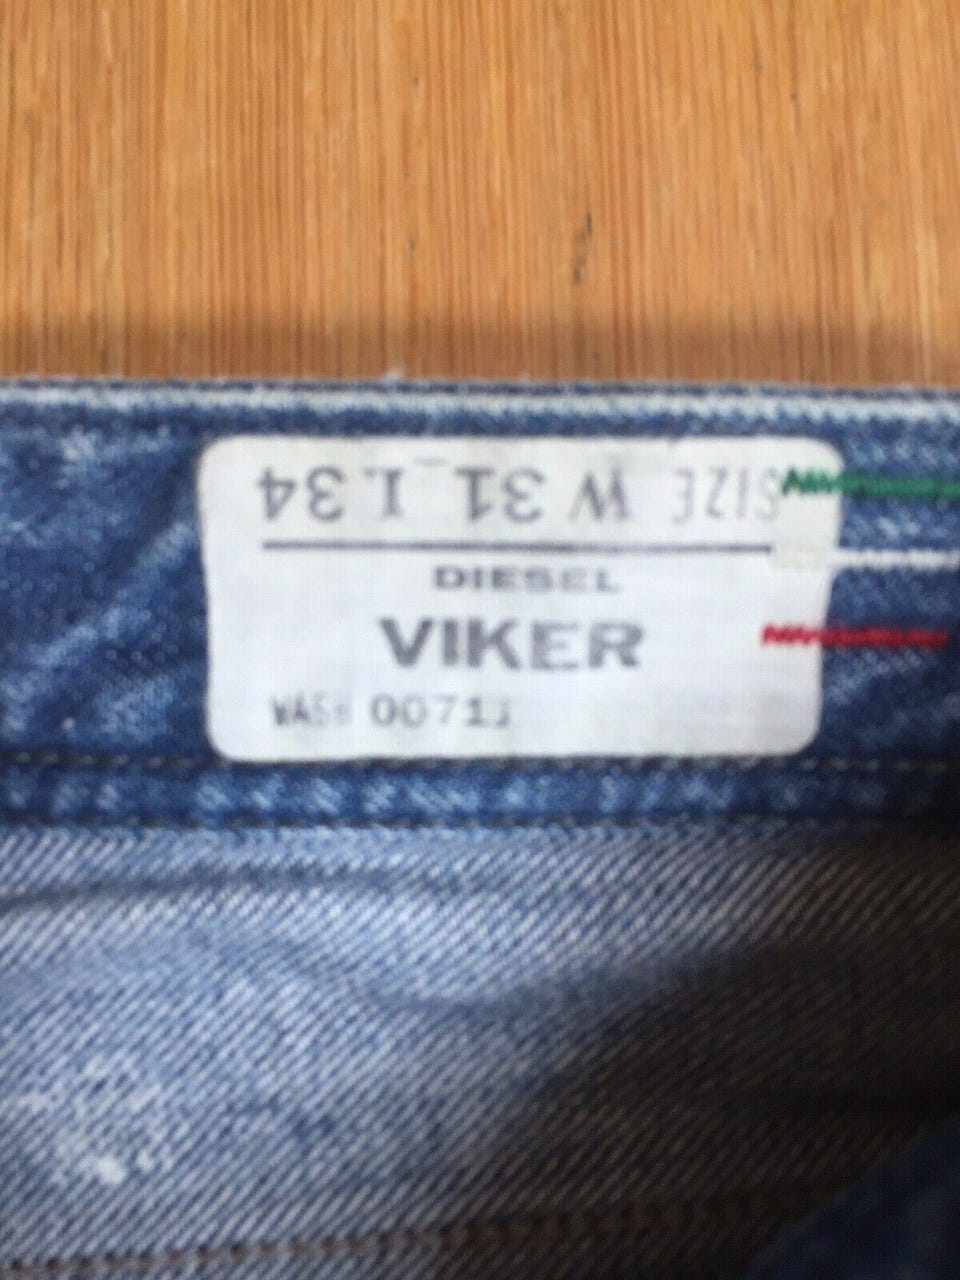 SIZE W 31 L 34
DIESEL
VIKER
WASH 0071J